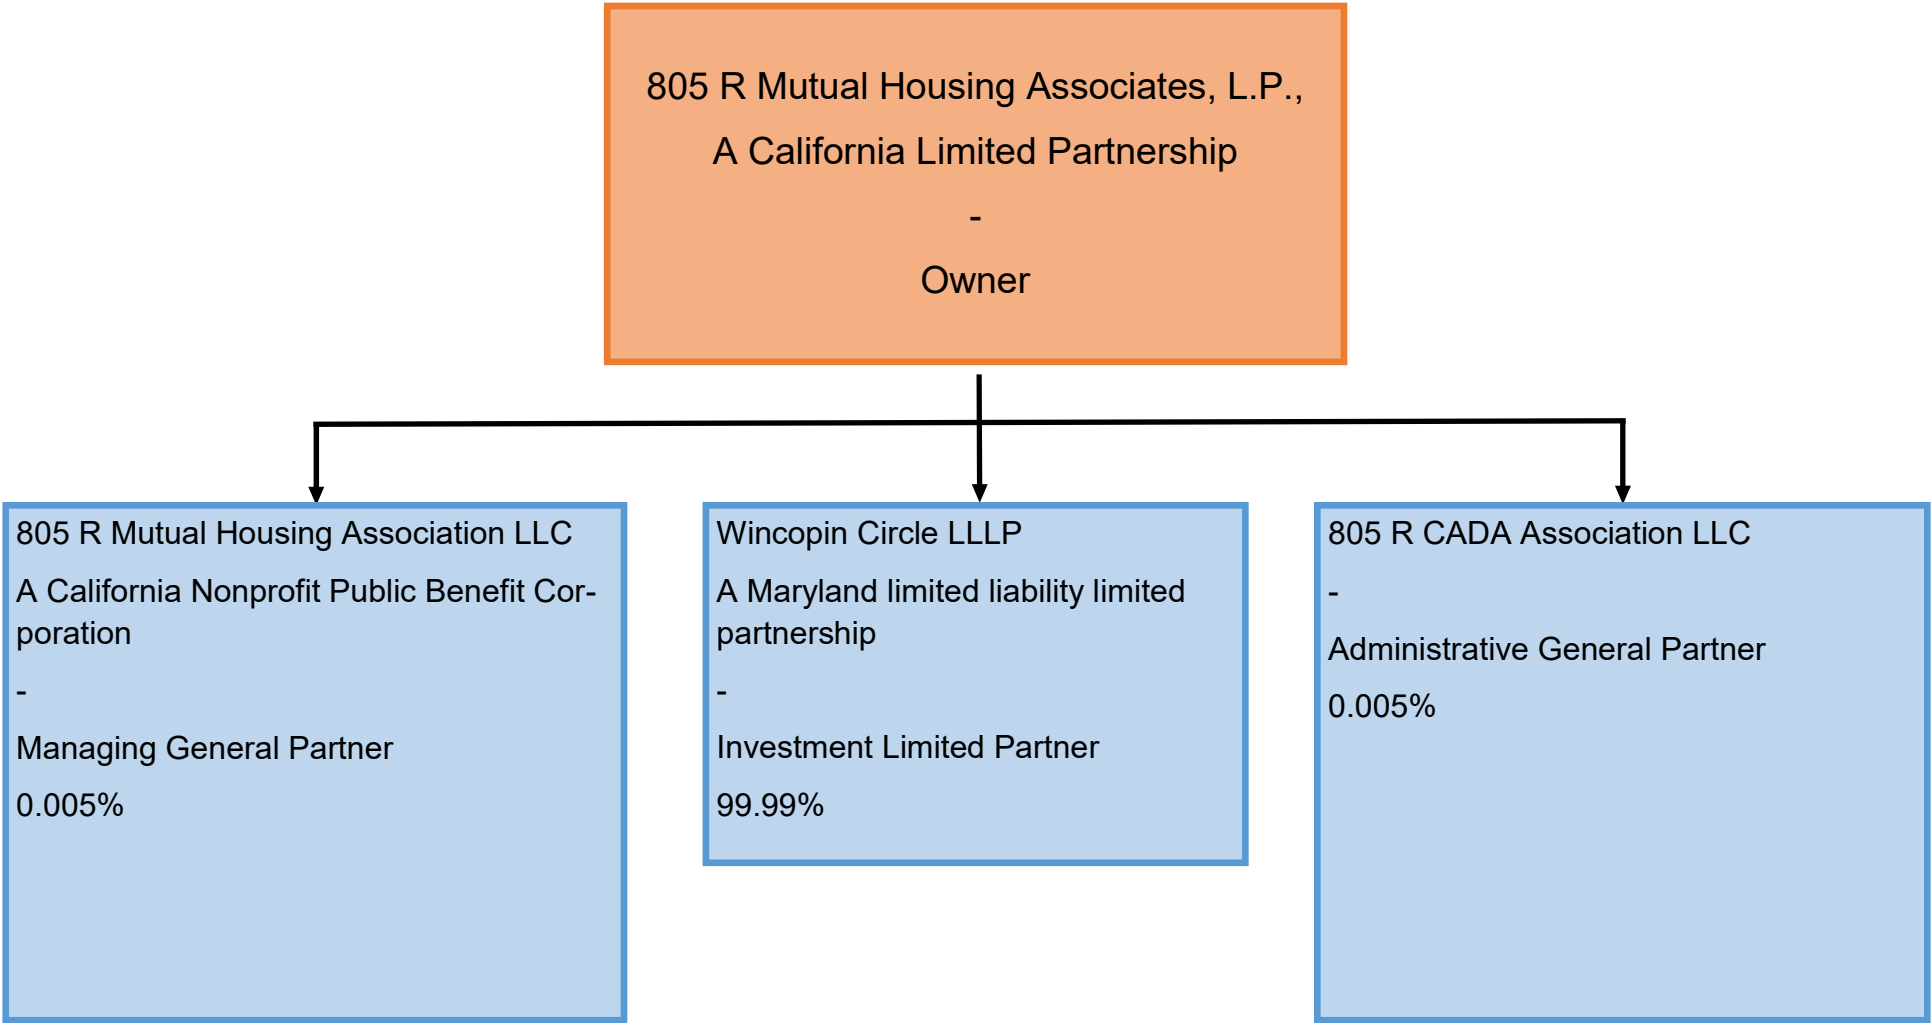 805 R Mutual Housing Associates, L.P.,
A California Limited Partnership
-
Owner
805 R Mutual Housing Association LLC
A California Nonprofit Public Benefit Cor-
poration
-
Managing General Partner
0.005%
Wincopin Circle LLLP
A Maryland limited liability limited
partnership
-
Investment Limited Partner
99.99%
805 R CADA Association LLC
-
Administrative General Partner
0.005%